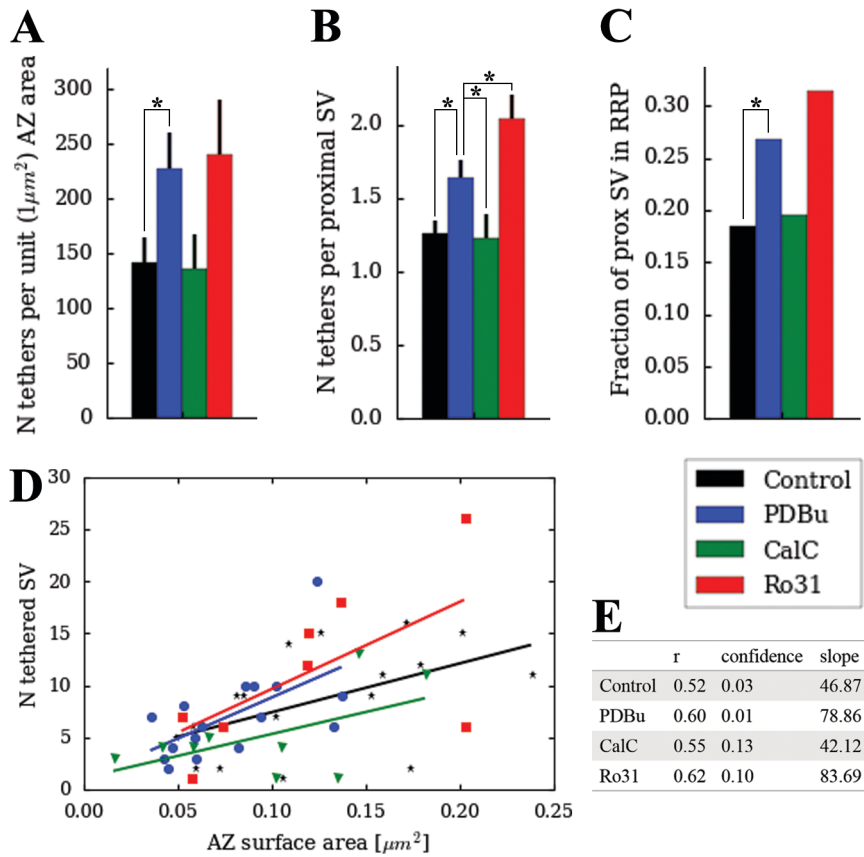 A
B
C
N tethers per unit (1μm²) AZ area
300
250
200
150
100
50
0
*
N tethers per proximal SV
2.0
1.5
1.0
0.5
0.0
*
*
*
Fraction of prox SV in RRP
0.30
0.25
0.20
0.15
0.10
0.05
0.00
*
D
N tethered SV
30
25
20
15
10
5
0
0.00
0.05
0.10
0.15
0.20
0.25
AZ surface area [μm²]
Control
PDBu
CalC
Ro31
E
r confidence slope
Control 0.52 0.03 46.87
PDBu 0.60 0.01 78.86
CalC 0.55 0.13 42.12
Ro31 0.62 0.10 83.69